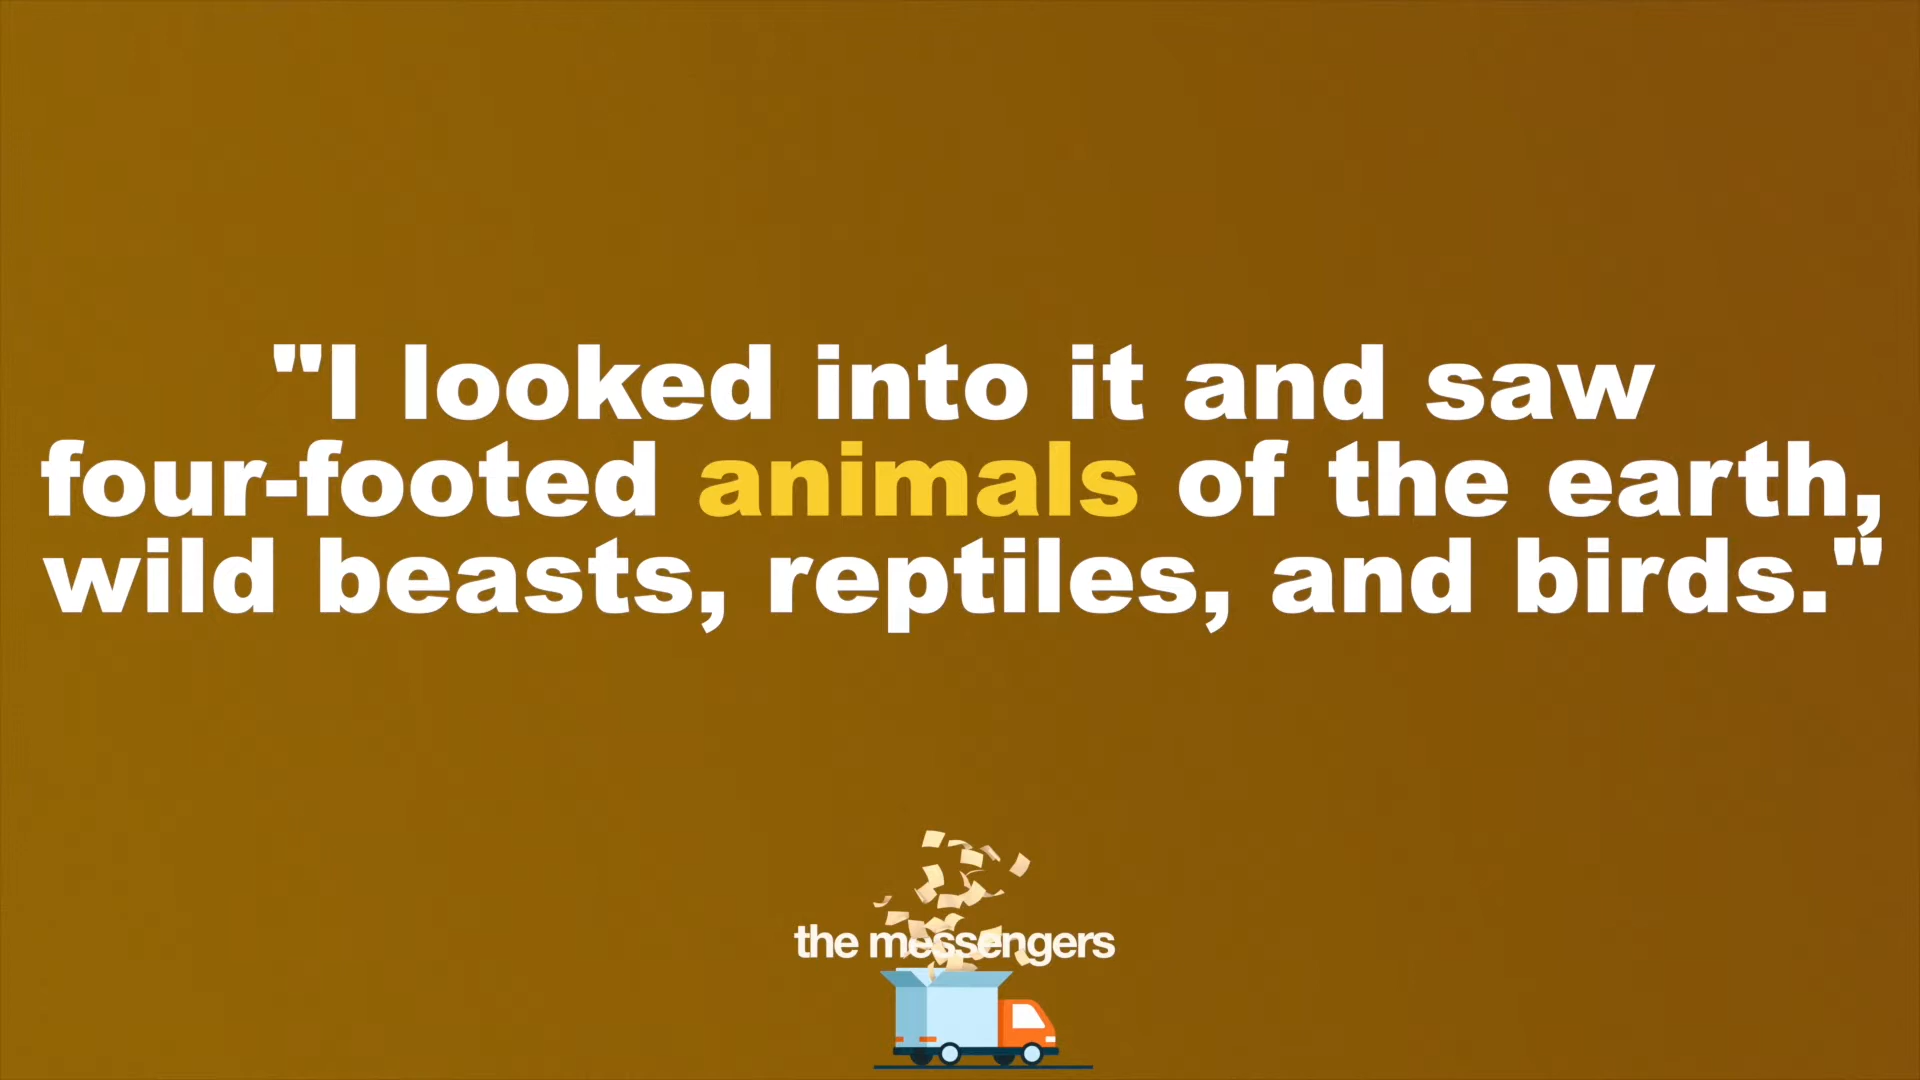 "I looked into it and saw
four-footed animals of the earth,
wild beasts, reptiles, and birds."
the messengers